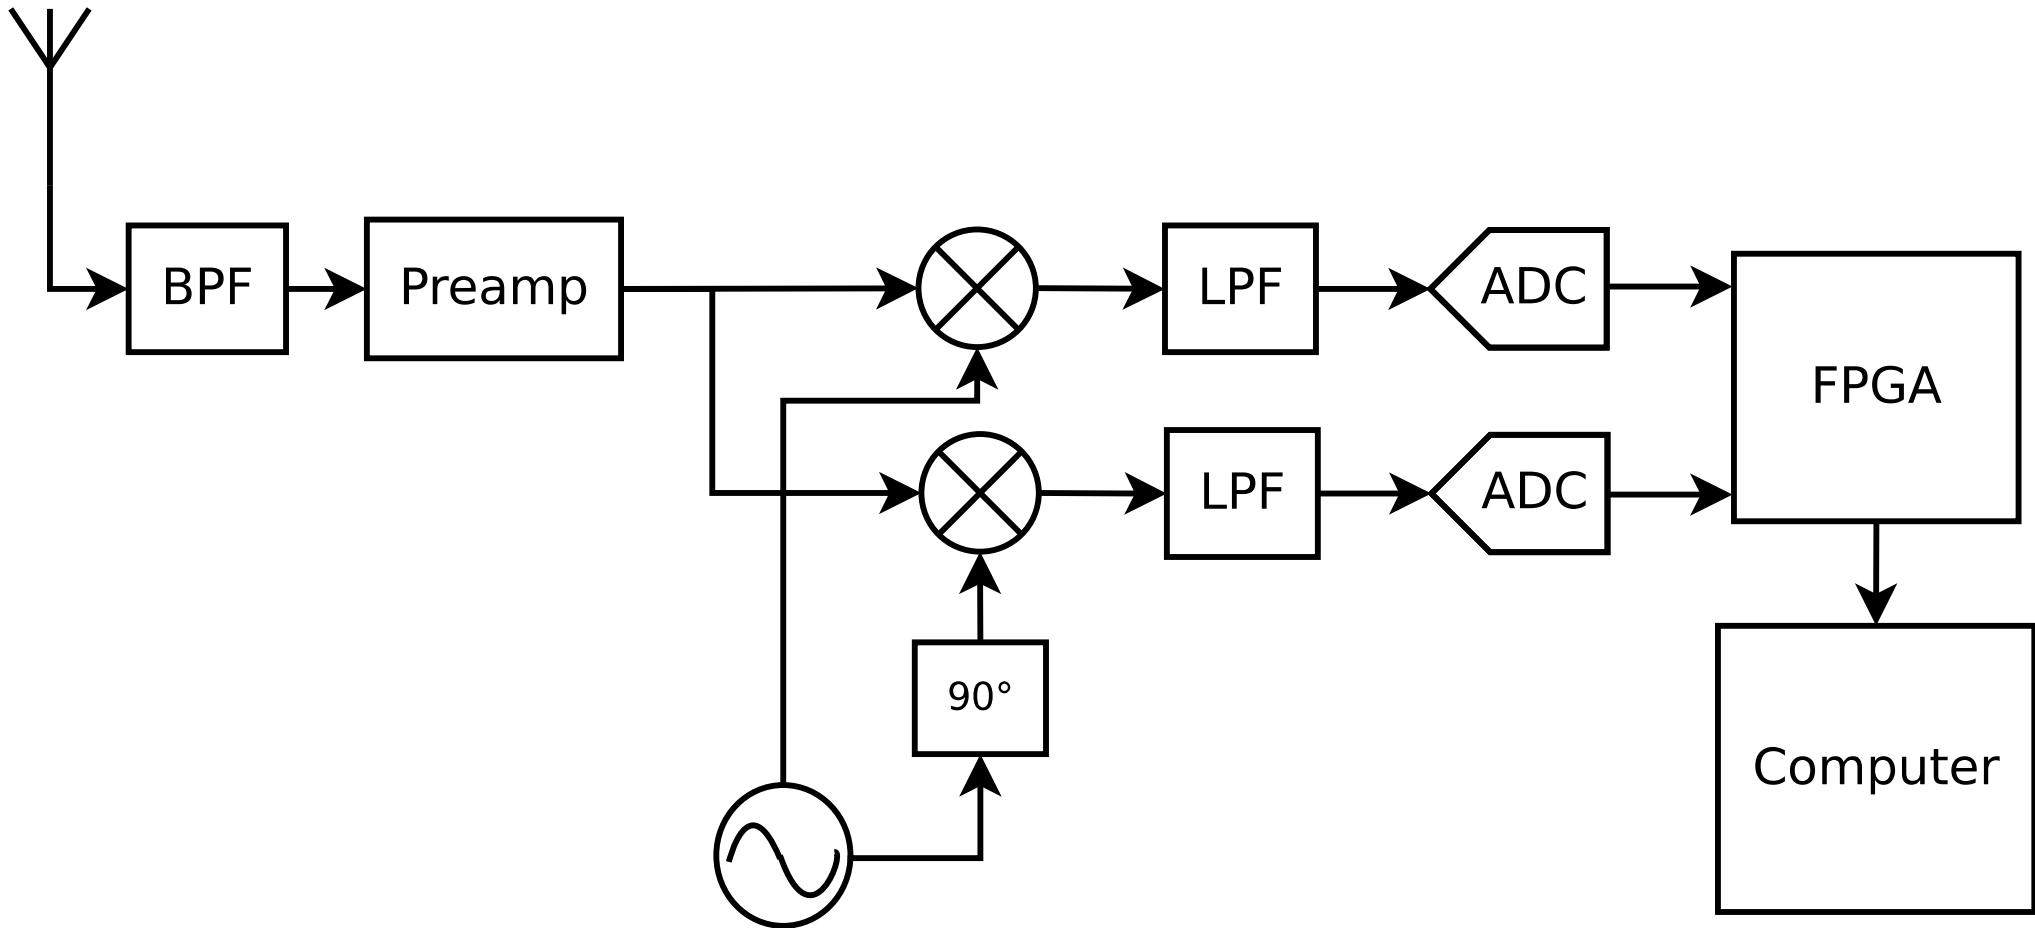 BPF
Preamp
LPF
ADC
FPGA
LPF
ADC
90°
Computer